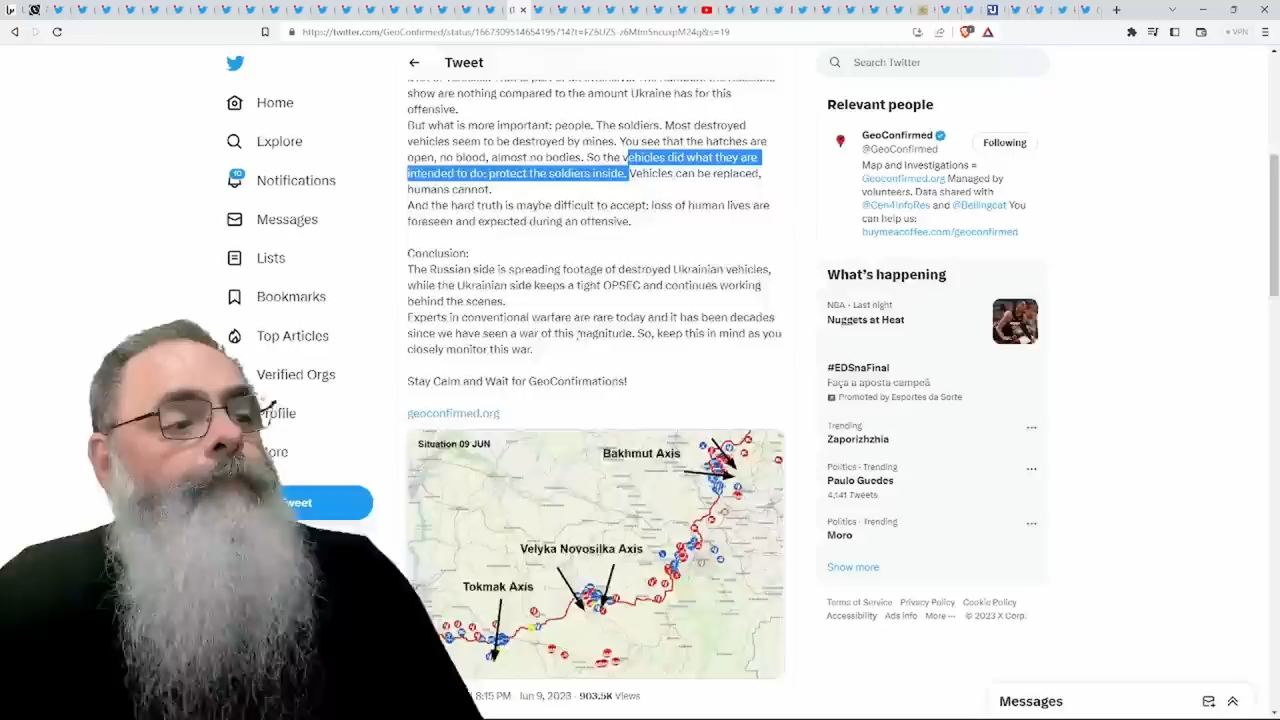 https://twitter.com/GeoConfirmed/status/
VPN
Home
Explore
10
Notifications
Messages
Lists
Bookmarks
Top Articles
Verified Orgs
rofile
ore
weet
Tweet
show are nothing compared to the amount Ukraine has for this
offensive.
But what is more important: people. The soldiers. Most destroyed
vehicles seem to be destroyed by mines. You see that the hatches are
open, no blood, almost no bodies. So the vehicles did what they are
intended to do: protect the soldiers inside. Vehicles can be replaced,
humans cannot.
And the hard truth is maybe difficult to accept: loss of human lives are
foreseen and expected during an offensive.
Conclusion:
The Russian side is spreading footage of destroyed Ukrainian vehicles,
while the Ukrainian side keeps a tight OPSEC and continues working
behind the scenes.
Experts in conventional warfare are rare today and it has been decades
since we have seen a war of this magnitude. So, keep this in mind as you
closely monitor this war.
Stay Calm and Wait for GeoConfirmations!
geoconfirmed.org
Situation 09 JUN
Bakhmut Axis
Velyka Novosilka Axis
Tokmak Axis
8:15 PM · Jun 9, 2023 · 903.5K Views
Search Twitter
Relevant people
GeoConfirmed
@GeoConfirmed
Following
Map and Investigations =
Geoconfirmed.org Managed by
volunteers. Data shared with
@Cen4infoRes and @Bellingcat You
can help us:
buymeacoffee.com/geoconfirmed
What's happening
NBA · Last night
Nuggets at Heat
#EDSnaFinal
Faça a aposta campeã
Promoted by Esportes da Sorte
Trending
Zaporizhzhia
Politics · Trending
Paulo Guedes
4,141 Tweets
Politics · Trending
Moro
Show more
Terms of Service Privacy Policy Cookie Policy
Accessibility Ads info More ··· © 2023 X Corp.
Messages